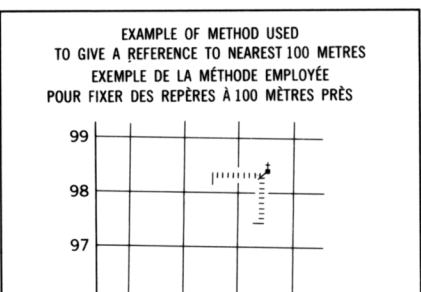 EXAMPLE OF METHOD USED
TO GIVE A REFERENCE TO NEAREST 100 METRES
EXEMPLE DE LA MÉTHODE EMPLOYÉE
POUR FIXER DES REPÈRES À 100 MÈTRES PRÈS
99
98
97